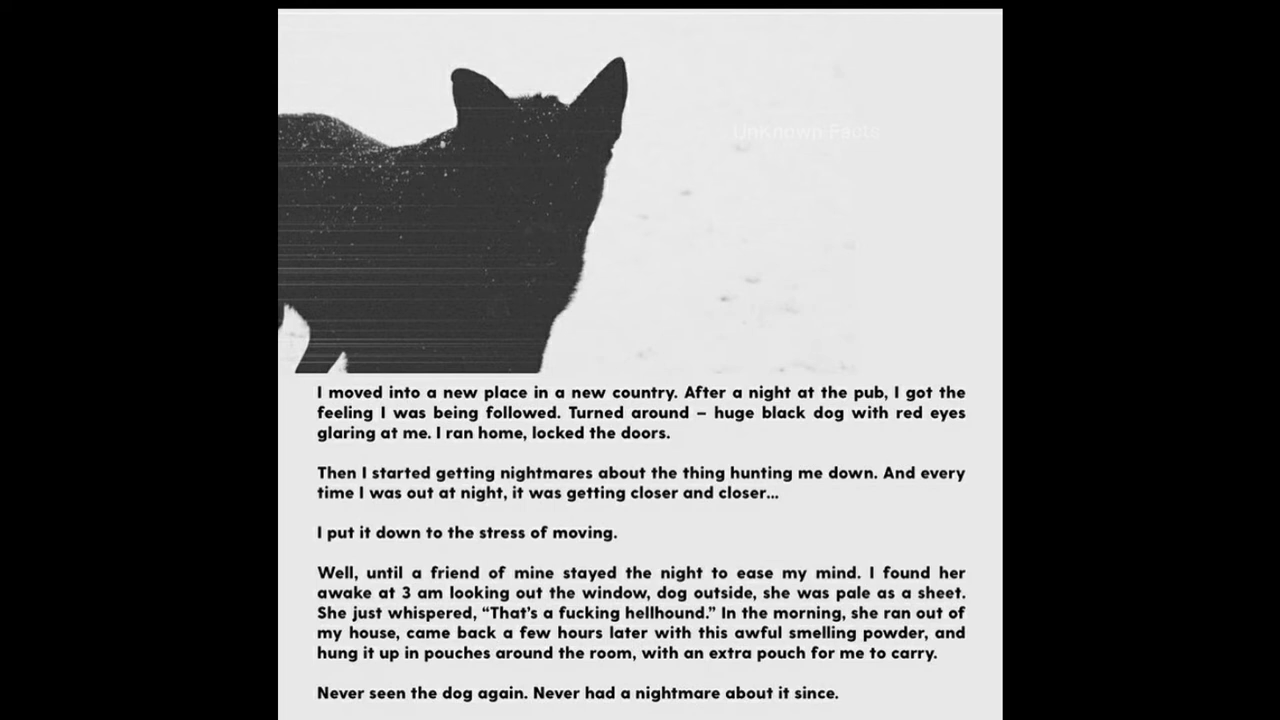 UnKnown Facts
I moved into a new place in a new country. After a night at the pub, I got the
feeling I was being followed. Turned around – huge black dog with red eyes
glaring at me. I ran home, locked the doors.
Then I started getting nightmares about the thing hunting me down. And every
time I was out at night, it was getting closer and closer...
I put it down to the stress of moving.
Well, until a friend of mine stayed the night to ease my mind. I found her
awake at 3 am looking out the window, dog outside, she was pale as a sheet.
She just whispered, “That’s a fucking hellhound.” In the morning, she ran out of
my house, came back a few hours later with this awful smelling powder, and
hung it up in pouches around the room, with an extra pouch for me to carry.
Never seen the dog again. Never had a nightmare about it since.